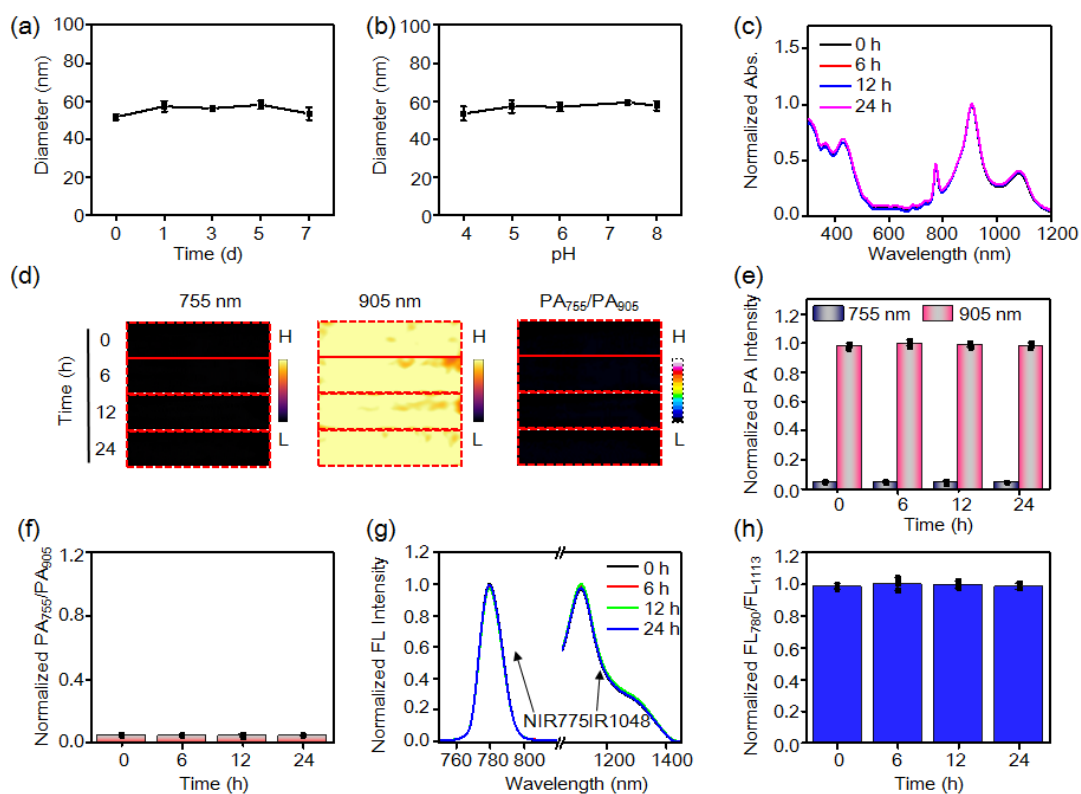 (a)
100
80
60
40
20
0
Diameter (nm)
0 1 3 5 7
Time (d)
(b)
100
80
60
40
20
0
Diameter (nm)
4 5 6 7 8
pH
(c)
1.5
1.0
0.5
0.0
Normalized Abs.
0 h
6 h
12 h
24 h
400 600 800 1000 1200
Wavelength (nm)
(d)
755 nm 905 nm PA755/PA905
Time (h)
0
6
12
24
H
L
H
L
H
L
(e)
1.2
1.0
0.8
0.6
0.4
0.2
0.0
Normalized PA Intensity
755 nm 905 nm
0 6 12 24
Time (h)
(f)
1.2
0.8
0.4
0.0
Normalized PA755/PA905
0 6 12 24
Time (h)
(g)
1.2
1.0
0.8
0.6
0.4
0.2
0.0
Normalized FL Intensity
0 h
6 h
12 h
24 h
NIR775 IR1048
760 780 800 1200 1400
Wavelength (nm)
(h)
1.2
1.0
0.8
0.6
0.4
0.2
0.0
Normalized FL780/FL1113
0 6 12 24
Time (h)